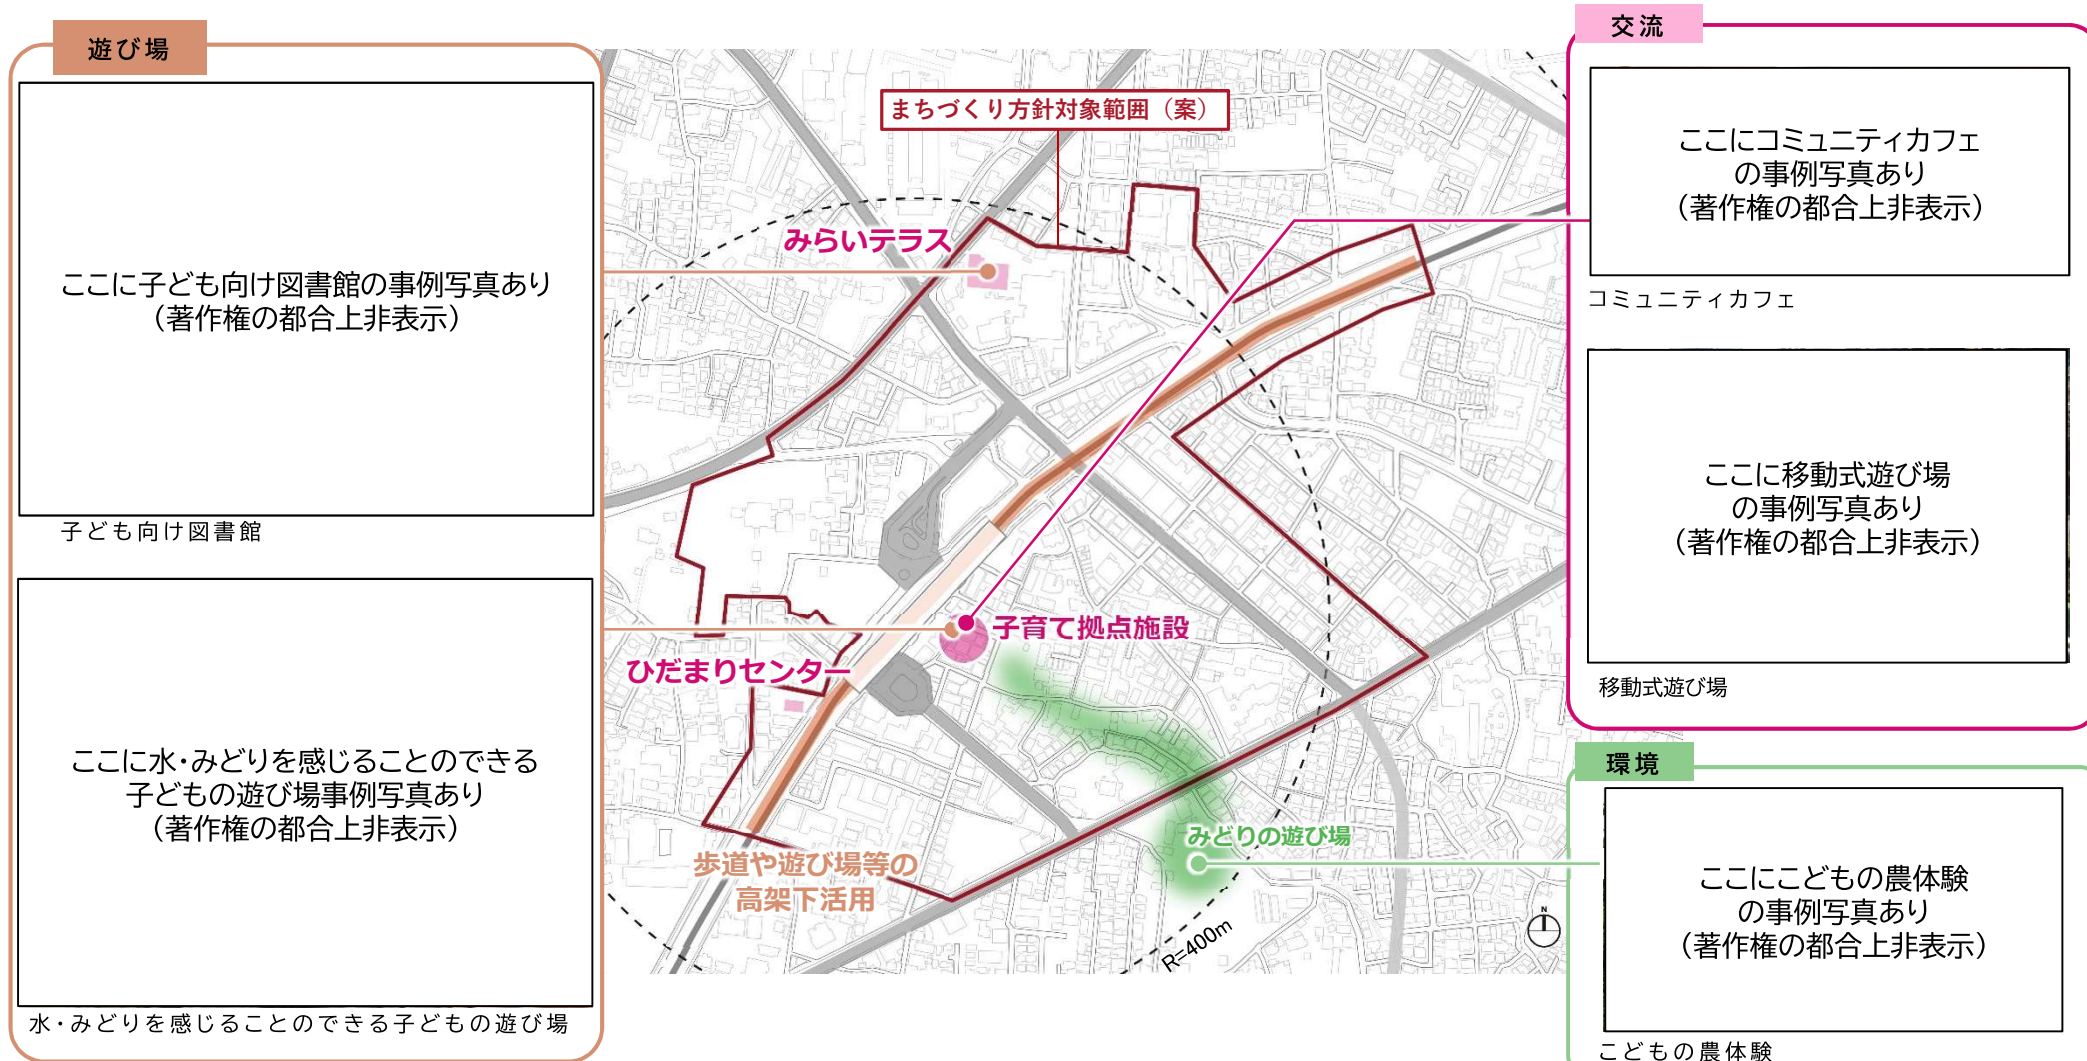 遊び場
ここに子ども向け図書館の事例写真あり
（著作権の都合上非表示）
子ども向け図書館
ここに水・みどりを感じることのできる
子どもの遊び場事例写真あり
（著作権の都合上非表示）
水・みどりを感じることのできる子どもの遊び場
まちづくり方針対象範囲（案）
みらいテラス
子育て拠点施設
ひだまりセンター
歩道や遊び場等の
高架下活用
みどりの遊び場
R=400m
N
交流
ここにコミュニティカフェ
の事例写真あり
（著作権の都合上非表示）
コミュニティカフェ
ここに移動式遊び場
の事例写真あり
（著作権の都合上非表示）
移動式遊び場
環境
ここにこどもの農体験
の事例写真あり
（著作権の都合上非表示）
こどもの農体験